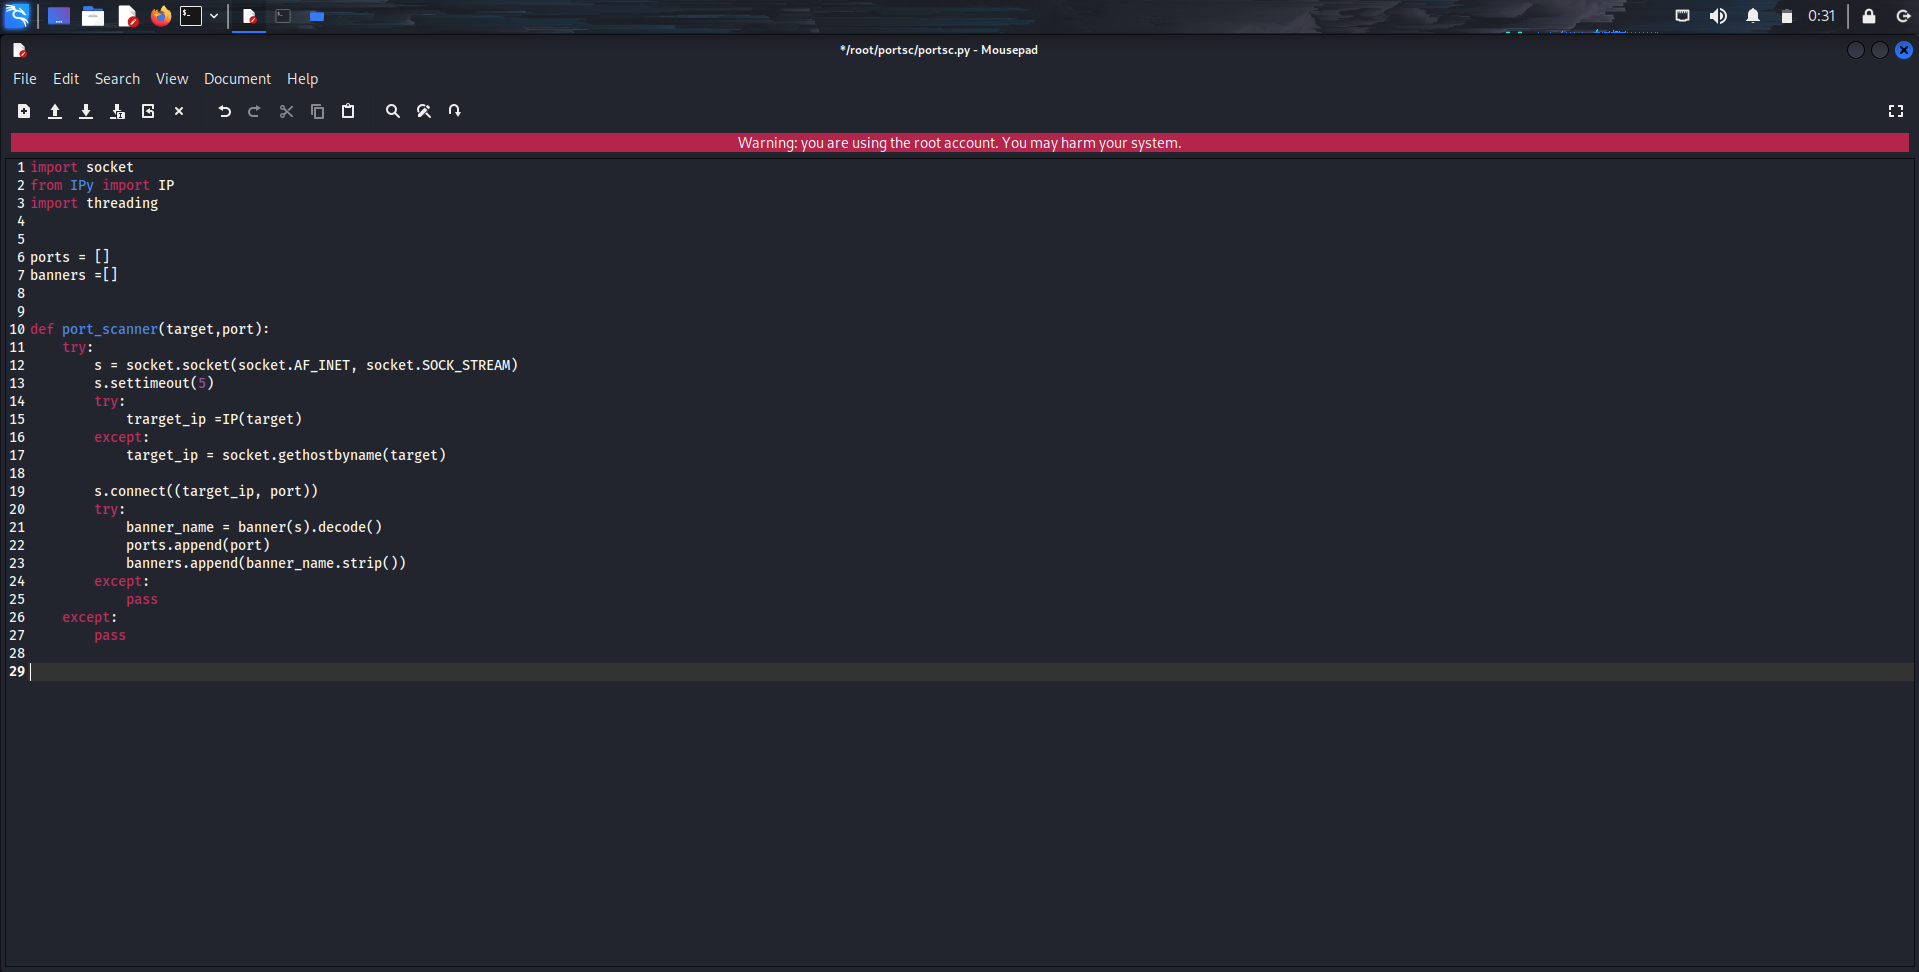 0:31
*/root/portsc/portsc.py - Mousepad
File Edit Search View Document Help
Warning: you are using the root account. You may harm your system.
1 import socket
2 from IPy import IP
3 import threading
4
5
6 ports = []
7 banners =[]
8
9
10 def port_scanner(target,port):
11     try:
12         s = socket.socket(socket.AF_INET, socket.SOCK_STREAM)
13         s.settimeout(5)
14         try:
15             trarget_ip =IP(target)
16         except:
17             target_ip = socket.gethostbyname(target)
18
19         s.connect((target_ip, port))
20         try:
21             banner_name = banner(s).decode()
22             ports.append(port)
23             banners.append(banner_name.strip())
24         except:
25             pass
26     except:
27         pass
28
29